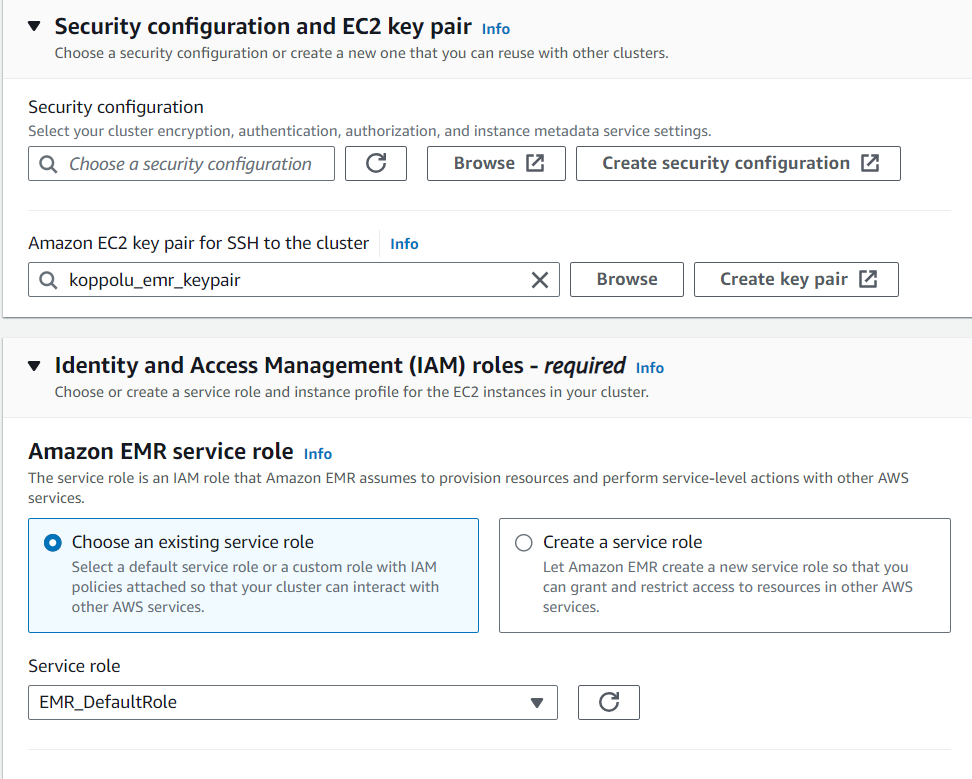 Security configuration and EC2 key pair Info
Choose a security configuration or create a new one that you can reuse with other clusters.
Security configuration
Select your cluster encryption, authentication, authorization, and instance metadata service settings.
Choose a security configuration
Browse
Create security configuration
Amazon EC2 key pair for SSH to the cluster Info
koppolu_emr_keypair
Browse
Create key pair
Identity and Access Management (IAM) roles - required Info
Choose or create a service role and instance profile for the EC2 instances in your cluster.
Amazon EMR service role Info
The service role is an IAM role that Amazon EMR assumes to provision resources and perform service-level actions with other AWS
services.
Choose an existing service role
Select a default service role or a custom role with IAM
policies attached so that your cluster can interact with
other AWS services.
Create a service role
Let Amazon EMR create a new service role so that you
can grant and restrict access to resources in other AWS
services.
Service role
EMR_DefaultRole